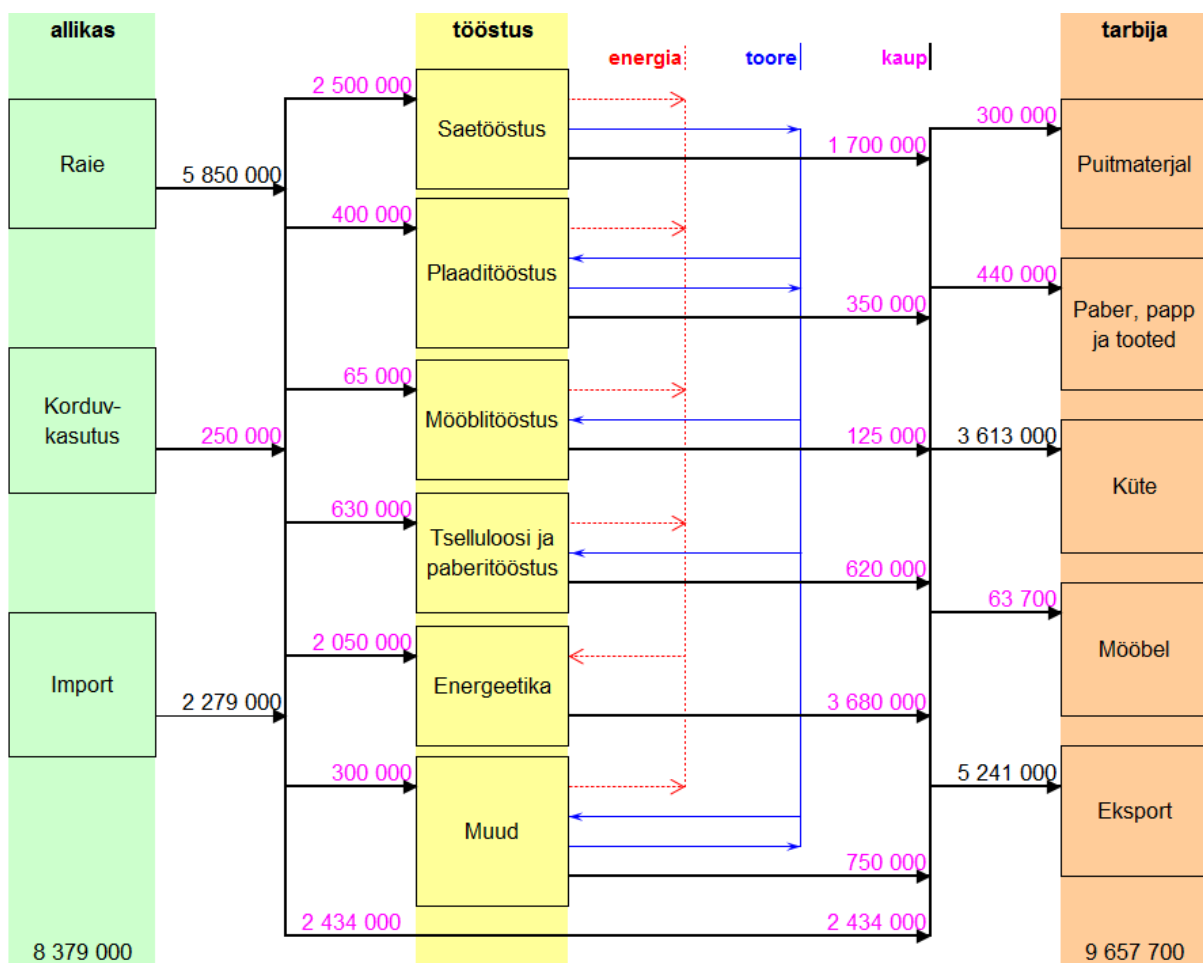 allikas
tööstus
tarbija
energia
toore
kaup
2 500 000
Saetööstus
300 000
Raie
5 850 000
1 700 000
Puitmaterjal
400 000
Plaaditööstus
350 000
440 000
Paber, papp
ja tooted
65 000
Korduv-
kasutus
250 000
Mööblitööstus
125 000
3 613 000
Küte
630 000
Tselluloosi ja
paberitööstus
620 000
63 700
Mööbel
2 050 000
Import
2 279 000
Energeetika
3 680 000
300 000
Muud
750 000
5 241 000
Eksport
2 434 000
2 434 000
8 379 000
9 657 700